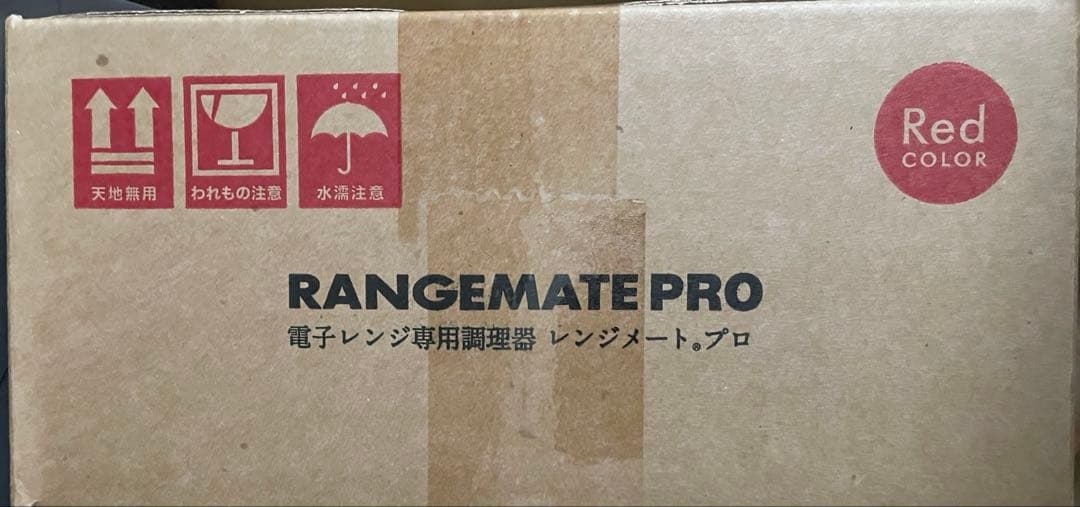 天地無用
われもの注意
水濡注意
Red
COLOR
RANGEMATE PRO
電子レンジ専用調理器 レンジメート®プロ